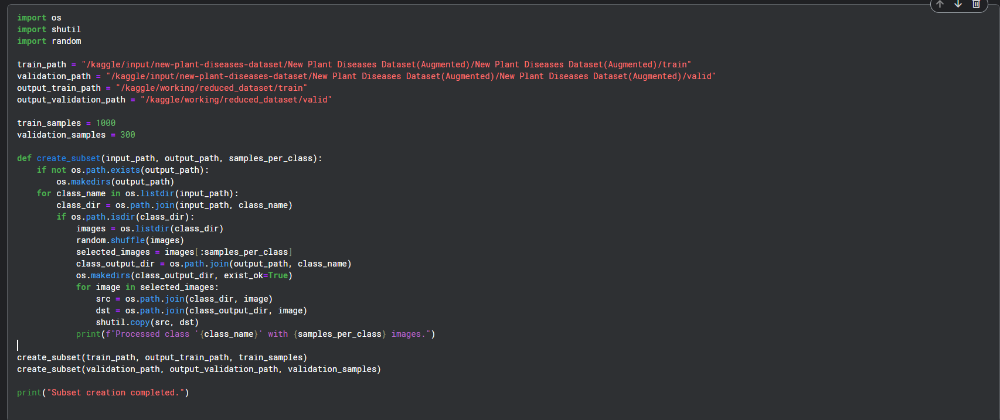 import os
import shutil
import random

train_path = "/kaggle/input/new-plant-diseases-dataset/New Plant Diseases Dataset(Augmented)/New Plant Diseases Dataset(Augmented)/train"
validation_path = "/kaggle/input/new-plant-diseases-dataset/New Plant Diseases Dataset(Augmented)/New Plant Diseases Dataset(Augmented)/valid"
output_train_path = "/kaggle/working/reduced_dataset/train"
output_validation_path = "/kaggle/working/reduced_dataset/valid"

train_samples = 1000
validation_samples = 300

def create_subset(input_path, output_path, samples_per_class):
    if not os.path.exists(output_path):
        os.makedirs(output_path)
    for class_name in os.listdir(input_path):
        class_dir = os.path.join(input_path, class_name)
        if os.path.isdir(class_dir):
            images = os.listdir(class_dir)
            random.shuffle(images)
            selected_images = images[:samples_per_class]
            class_output_dir = os.path.join(output_path, class_name)
            os.makedirs(class_output_dir, exist_ok=True)
            for image in selected_images:
                src = os.path.join(class_dir, image)
                dst = os.path.join(class_output_dir, image)
                shutil.copy(src, dst)
            print(f"Processed class '{class_name}' with {samples_per_class} images.")

create_subset(train_path, output_train_path, train_samples)
create_subset(validation_path, output_validation_path, validation_samples)

print("Subset creation completed.")